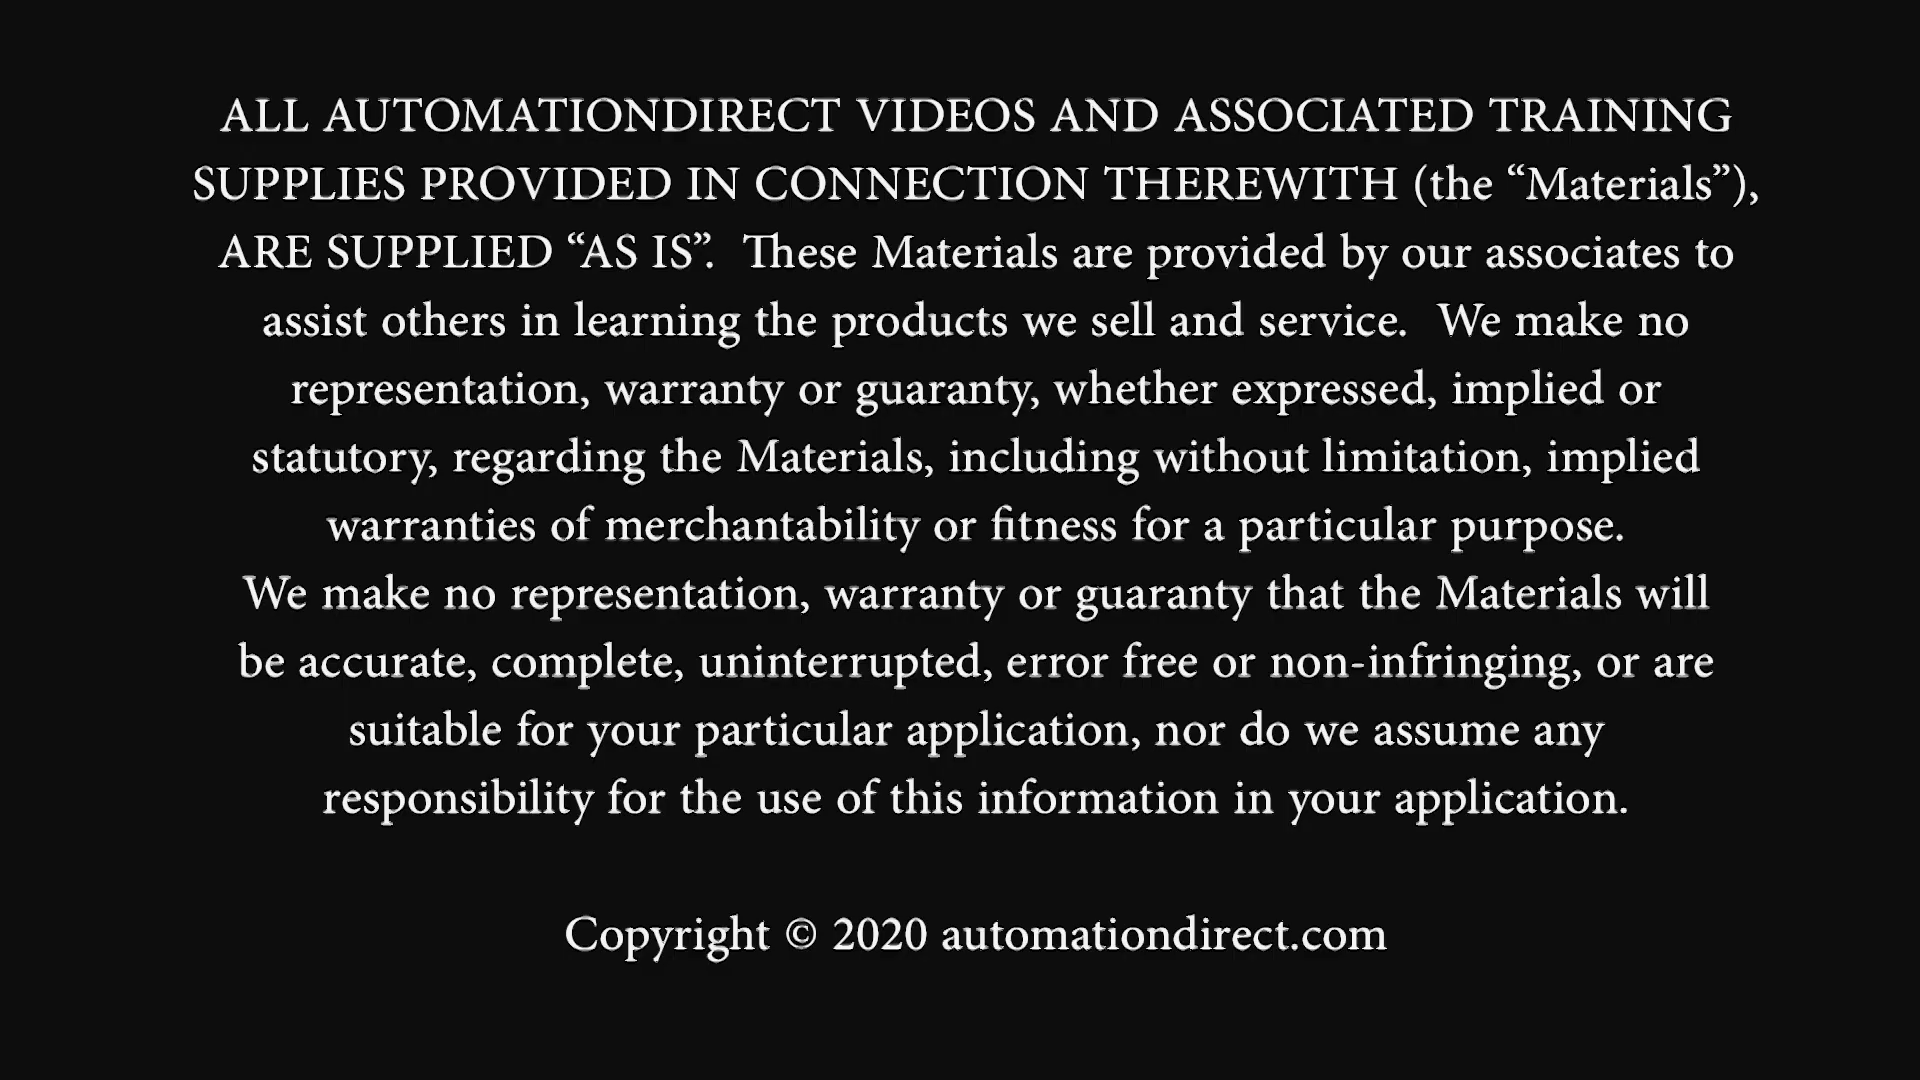 ALL AUTOMATIONDIRECT VIDEOS AND ASSOCIATED TRAINING
SUPPLIES PROVIDED IN CONNECTION THEREWITH (the “Materials”),
ARE SUPPLIED “AS IS”.  These Materials are provided by our associates to
assist others in learning the products we sell and service.  We make no
representation, warranty or guaranty, whether expressed, implied or
statutory, regarding the Materials, including without limitation, implied
warranties of merchantability or fitness for a particular purpose.
We make no representation, warranty or guaranty that the Materials will
be accurate, complete, uninterrupted, error free or non-infringing, or are
suitable for your particular application, nor do we assume any
responsibility for the use of this information in your application.
Copyright © 2020 automationdirect.com